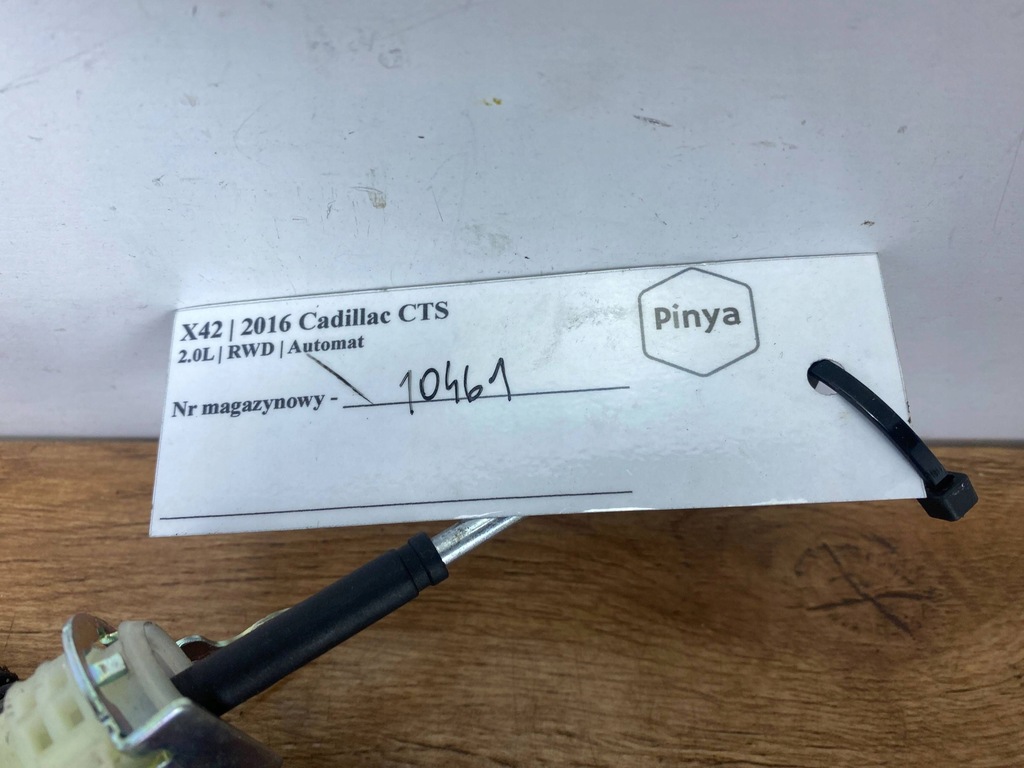 X42 | 2016 Cadillac CTS
2.0L | RWD | Automat
Nr magazynowy - 10461
Pinya